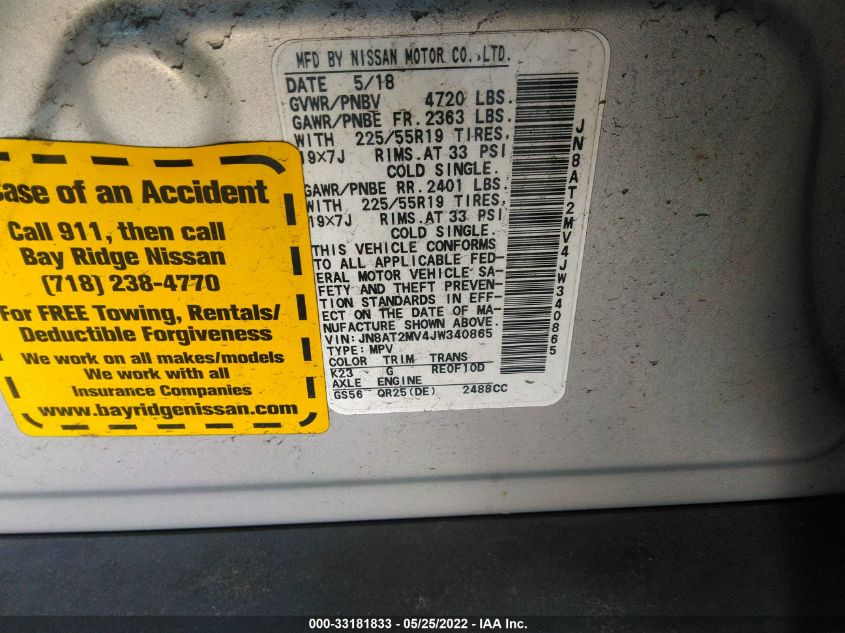 MFD BY NISSAN MOTOR CO.,LTD.
DATE 5/18
GVWR/PNBV 4720 LBS.
GAWR/PNBE FR. 2363 LBS.
WITH 225/55R19 TIRES,
19×7J RIMS.AT 33 PSI
COLD SINGLE.
GAWR/PNBE RR. 2401 LBS.
WITH 225/55R19 TIRES,
19×7J RIMS.AT 33 PSI
COLD SINGLE.
THIS VEHICLE CONFORMS
TO ALL APPLICABLE FED-
ERAL MOTOR VEHICLE SA-
FETY AND THEFT PREVEN-
TION STANDARDS IN EFF-
ECT ON THE DATE OF MA-
NUFACTURE SHOWN ABOVE.
VIN: JN8AT2MV4JW340865
TYPE: MPV
COLOR TRIM TRANS
K23 G RE0F10D
AXLE ENGINE
GS56 QR25(DE) 2488CC
JN8AT2MV4JW340865
ase of an Accident
Call 911, then call
Bay Ridge Nissan
(718) 238-4770
For FREE Towing, Rentals/
Deductible Forgiveness
We work on all makes/models
We work with all
Insurance Companies
www.bayridgenissan.com
000-33181833 - 05/25/2022 - IAA Inc.